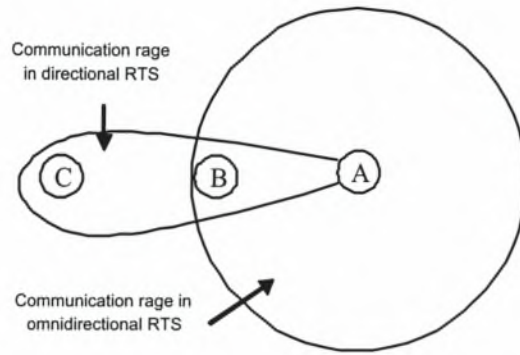 Communication rage
in directional RTS
C
B
A
Communication rage in
omnidirectional RTS